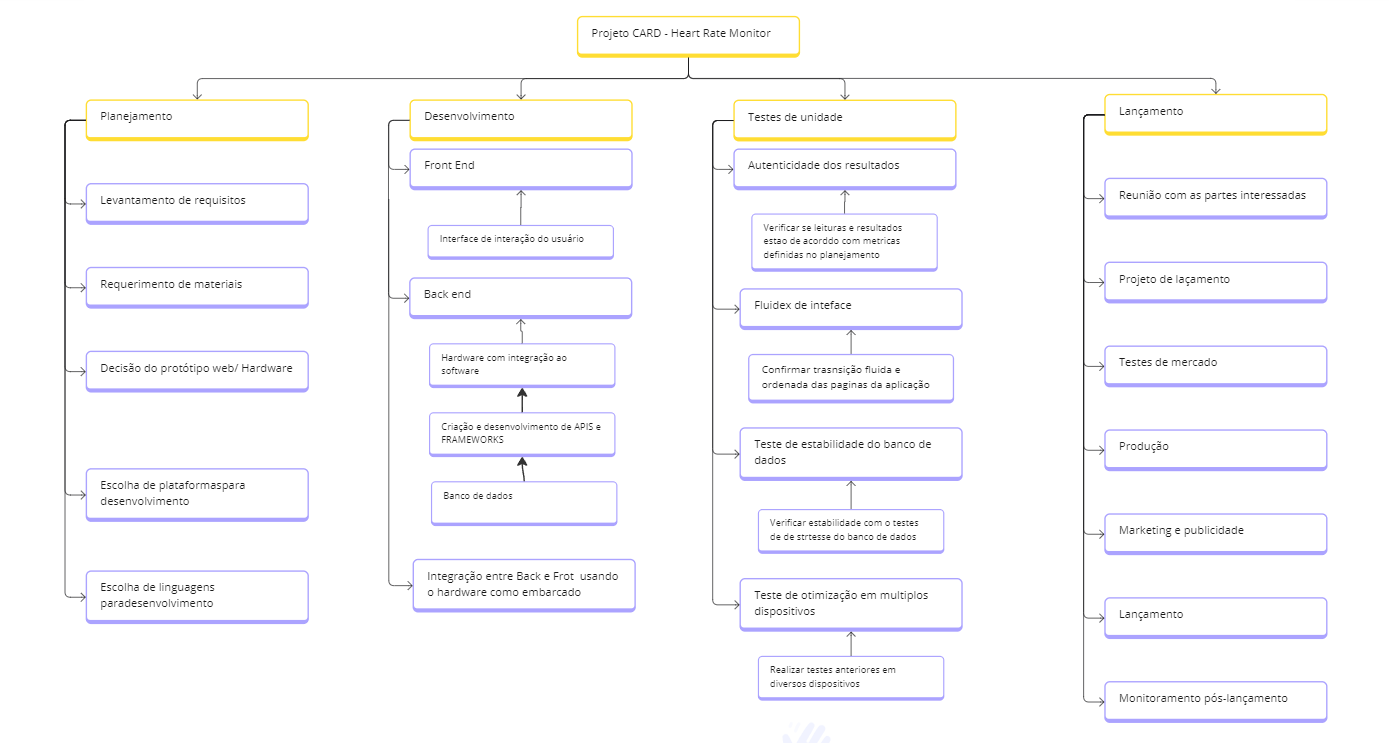 Projeto CARD - Heart Rate Monitor
Planejamento
Levantamento de requisitos
Requerimento de materiais
Decisão do protótipo web/ Hardware
Escolha de plataformaspara
desenvolvimento
Escolha de linguagens
paradesenvolvimento
Desenvolvimento
Front End
Interface de interação do usuário
Back end
Hardware com integração ao
software
Criação e desenvolvimento de APIS e
FRAMEWORKS
Banco de dados
Integração entre Back e Frot  usando
o hardware como embarcado
Testes de unidade
Autenticidade dos resultados
Verificar se leituras e resultados
estao de acorddo com metricas
definidas no planejamento
Fluidex de inteface
Confirmar trasnsição fluida e
ordenada das paginas da aplicação
Teste de estabilidade do banco de
dados
Verificar estabilidade com o testes
de de strtesse do banco de dados
Teste de otimização em multiplos
dispositivos
Realizar testes anteriores em
diversos dispositivos
Lançamento
Reunião com as partes interessadas
Projeto de laçamento
Testes de mercado
Produção
Marketing e publicidade
Lançamento
Monitoramento pós-lançamento